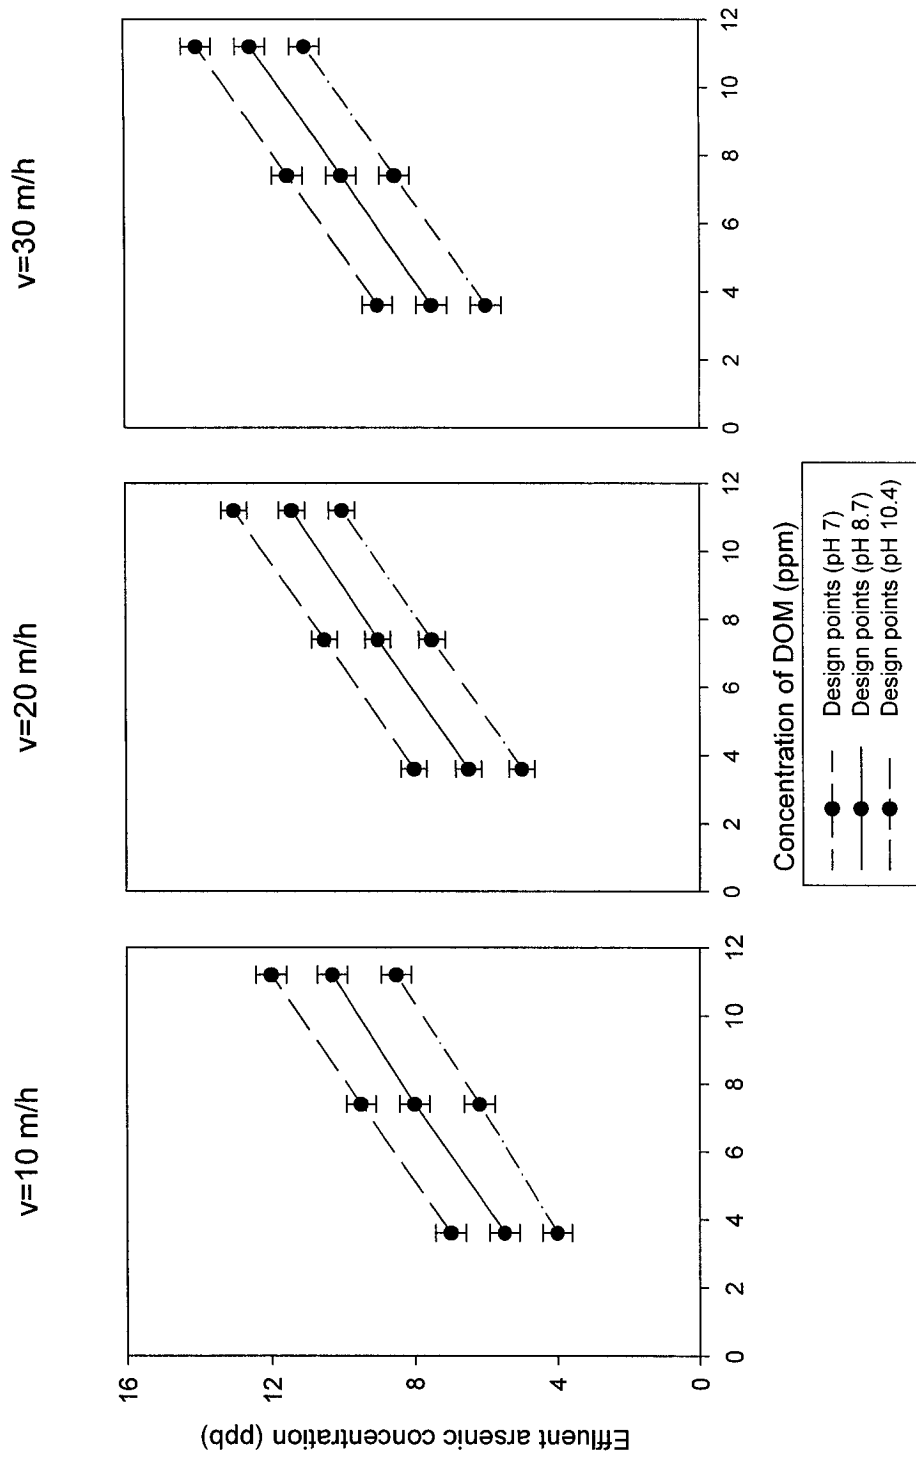 v=10 m/h
v=20 m/h
v=30 m/h
Effluent arsenic concentration (ppb)
16
12
8
4
0
0 2 4 6 8 10 12
0 2 4 6 8 10 12
0 2 4 6 8 10 12
Concentration of DOM (ppm)
Design points (pH 7)
Design points (pH 8.7)
Design points (pH 10.4)